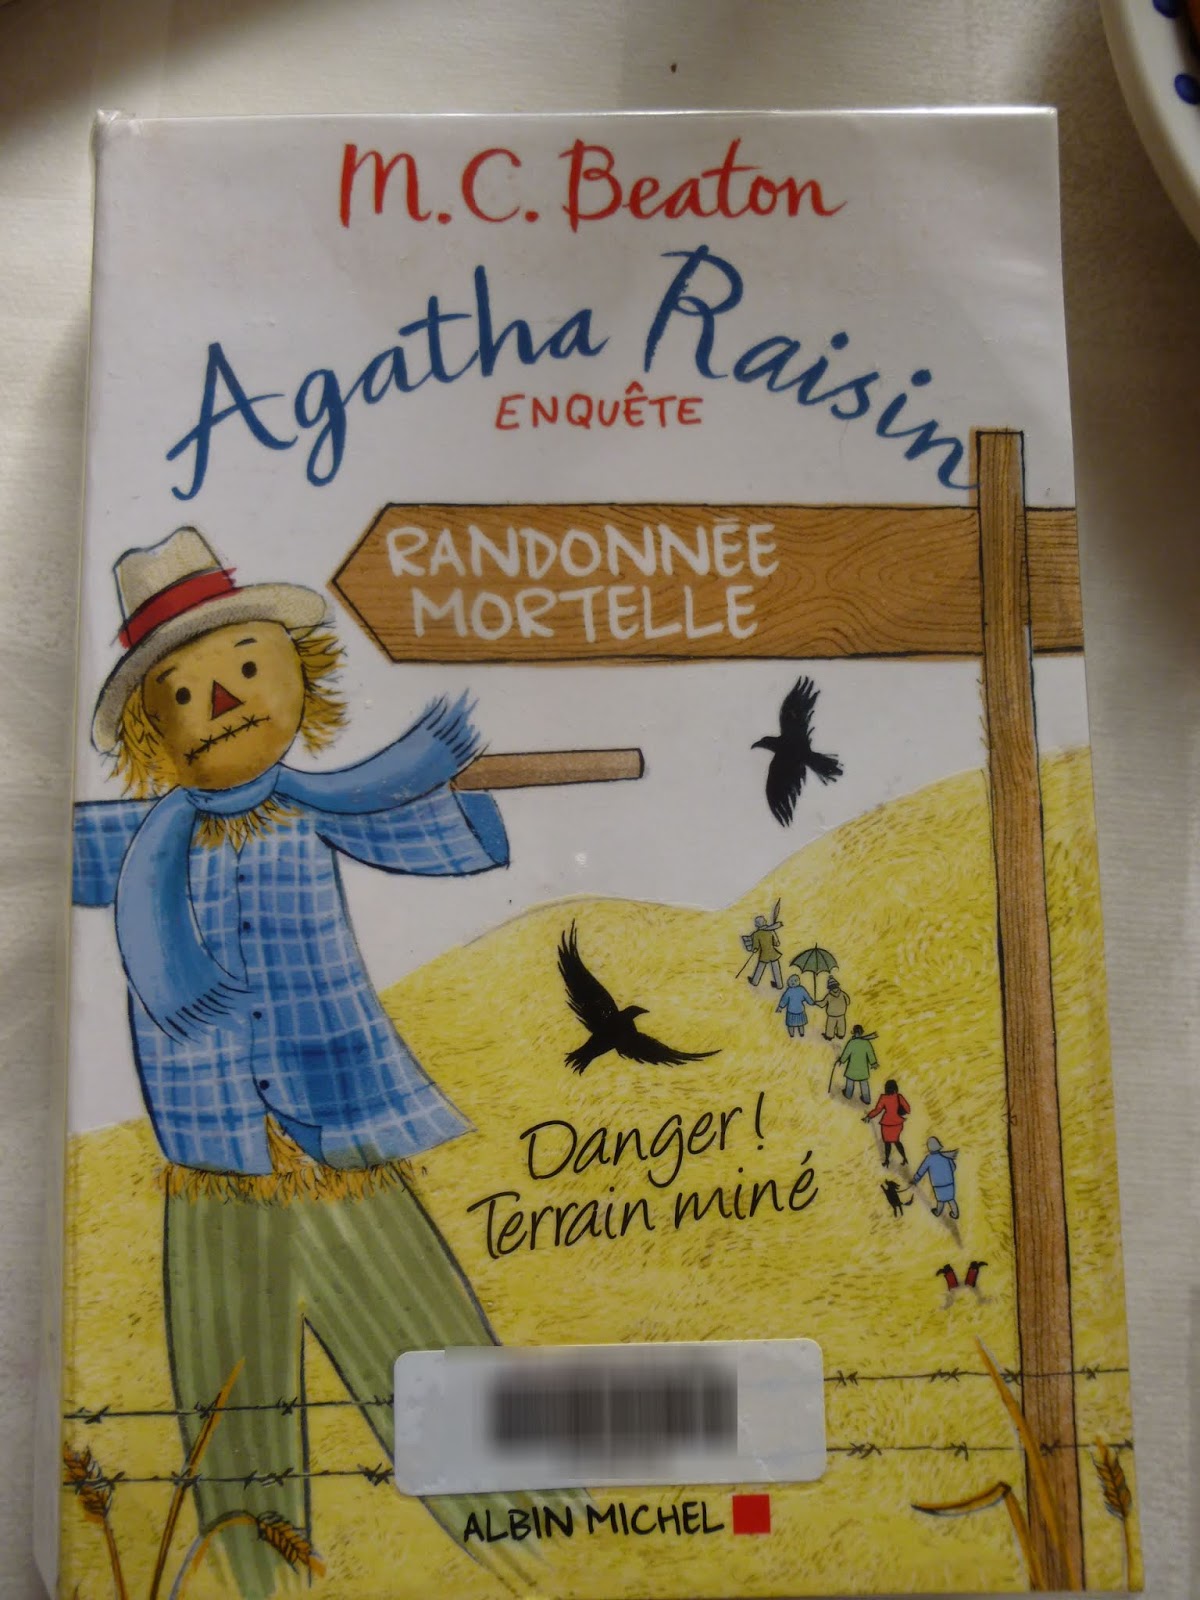 M.C. Beaton
Agatha Raisin
ENQUÊTE
RANDONNÉE
MORTELLE
Danger !
Terrain miné
ALBIN MICHEL